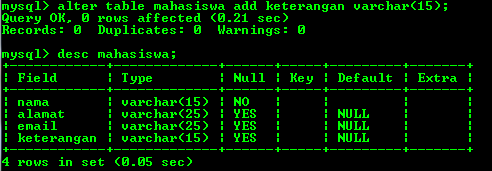 mysql> alter table mahasiswa add keterangan varchar(15);
Query OK, 0 rows affected (0.21 sec)
Records: 0  Duplicates: 0  Warnings: 0

mysql> desc mahasiswa;
+------------+-------------+------+-----+---------+-------+
| Field      | Type        | Null | Key | Default | Extra |
+------------+-------------+------+-----+---------+-------+
| nama       | varchar(15) | NO   |     |         |       |
| alamat     | varchar(25) | YES  |     | NULL    |       |
| email      | varchar(25) | YES  |     | NULL    |       |
| keterangan | varchar(15) | YES  |     | NULL    |       |
+------------+-------------+------+-----+---------+-------+
4 rows in set (0.05 sec)